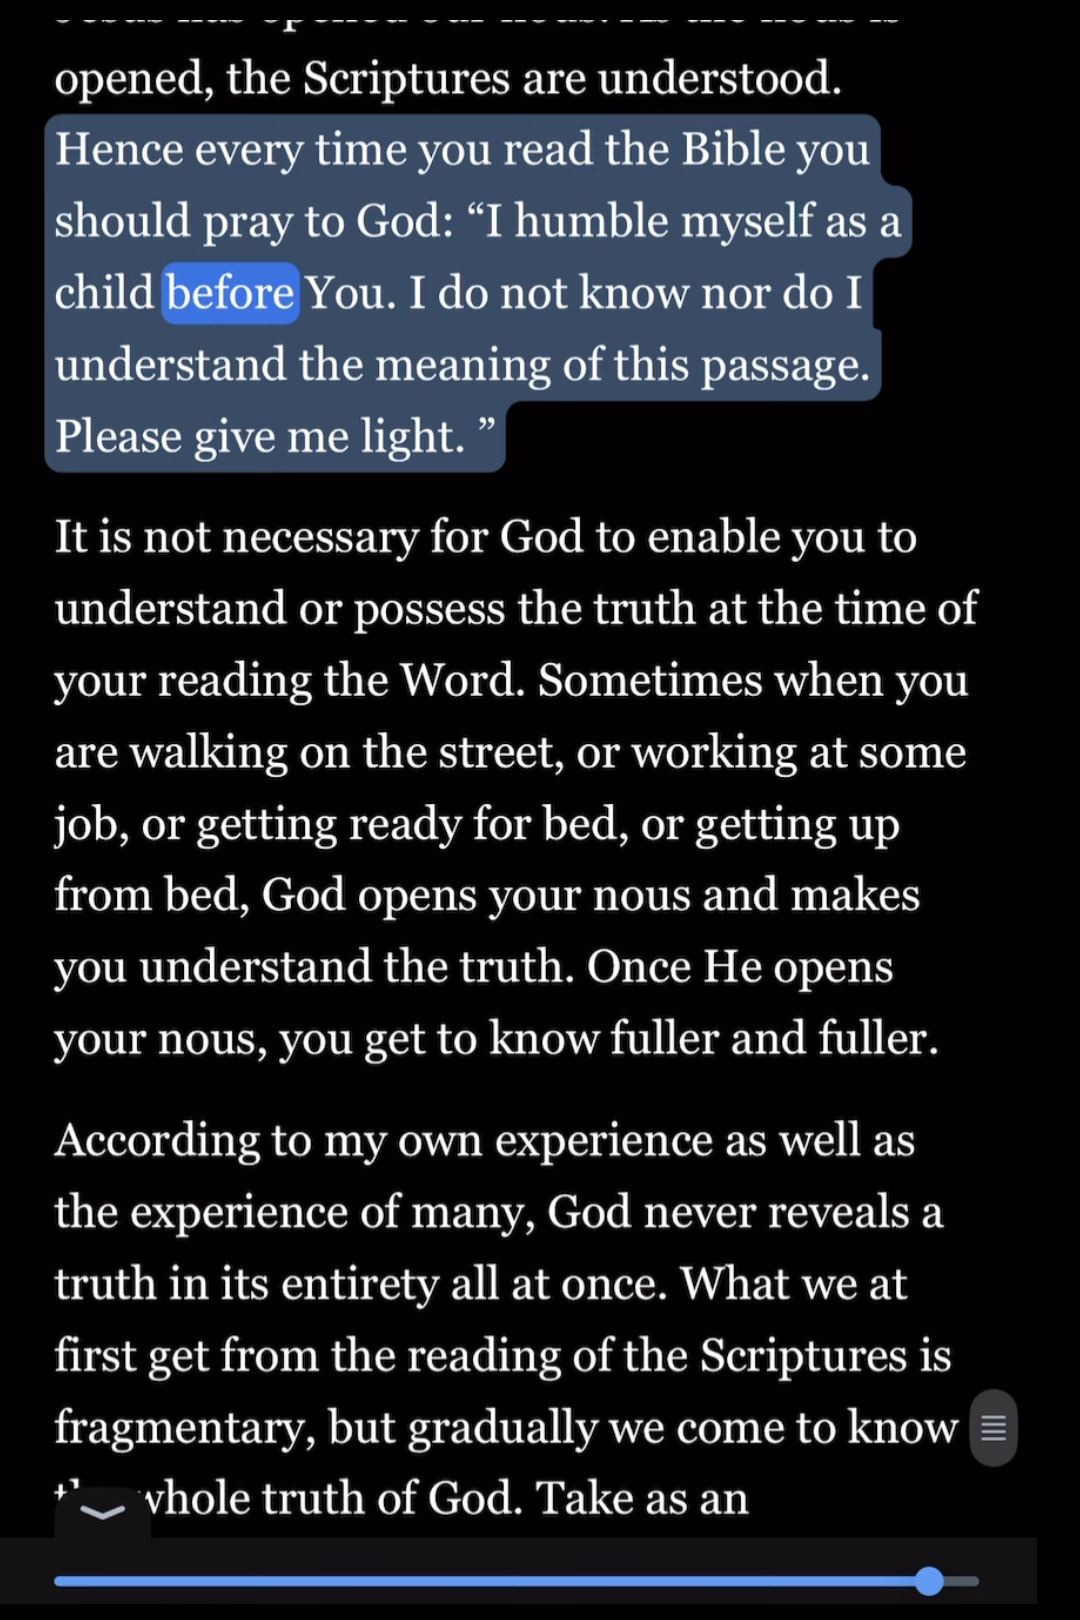 opened, the Scriptures are understood.
Hence every time you read the Bible you
should pray to God: “I humble myself as a
child before You. I do not know nor do I
understand the meaning of this passage.
Please give me light. ”
It is not necessary for God to enable you to
understand or possess the truth at the time of
your reading the Word. Sometimes when you
are walking on the street, or working at some
job, or getting ready for bed, or getting up
from bed, God opens your nous and makes
you understand the truth. Once He opens
your nous, you get to know fuller and fuller.
According to my own experience as well as
the experience of many, God never reveals a
truth in its entirety all at once. What we at
first get from the reading of the Scriptures is
fragmentary, but gradually we come to know
whole truth of God. Take as an